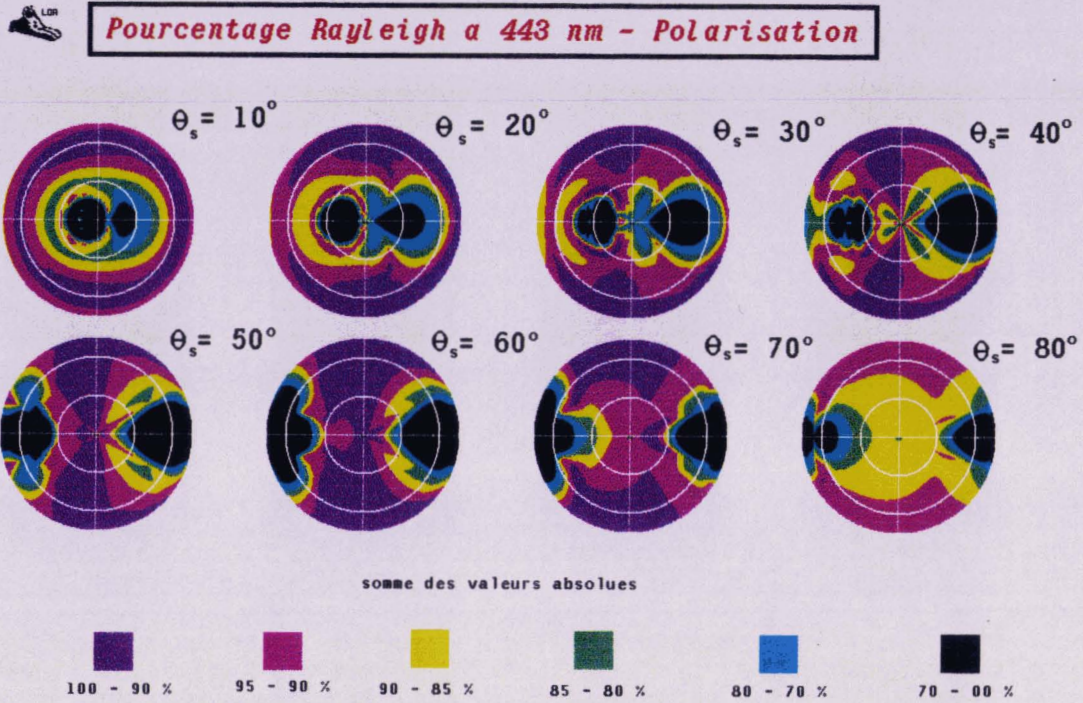 LOA
Pourcentage Rayleigh a 443 nm - Polarisation
θs= 10°
θs= 20°
θs= 30°
θs= 40°
θs= 50°
θs= 60°
θs= 70°
θs= 80°
somme des valeurs absolues
100 - 90 %
95 - 90 %
90 - 85 %
85 - 80 %
80 - 70 %
70 - 00 %